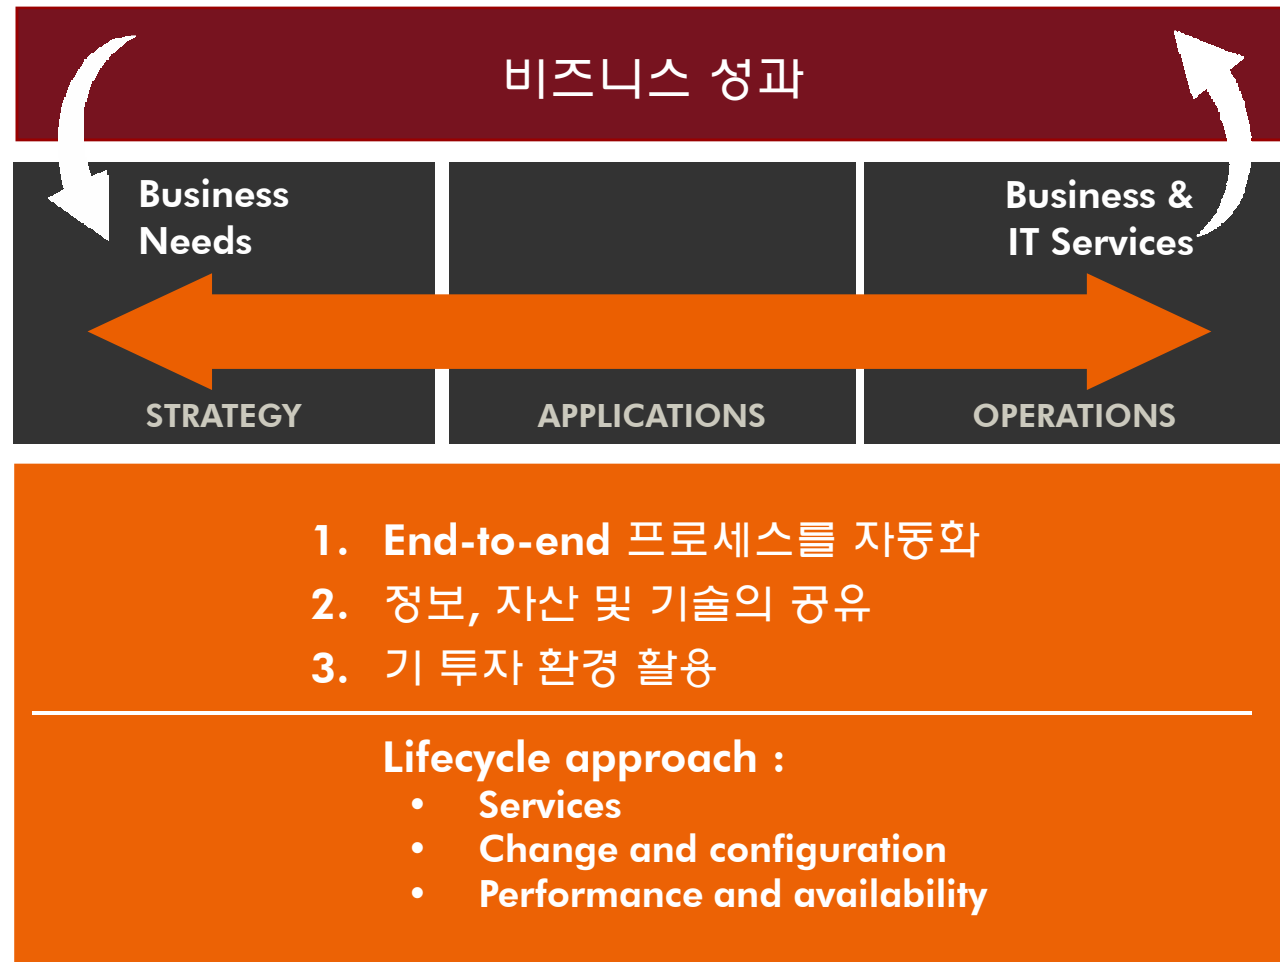 비즈니스 성과
Business
Needs
Business &
IT Services
STRATEGY
APPLICATIONS
OPERATIONS
1. End-to-end 프로세스를 자동화
2. 정보, 자산 및 기술의 공유
3. 기 투자 환경 활용
Lifecycle approach :
• Services
• Change and configuration
• Performance and availability